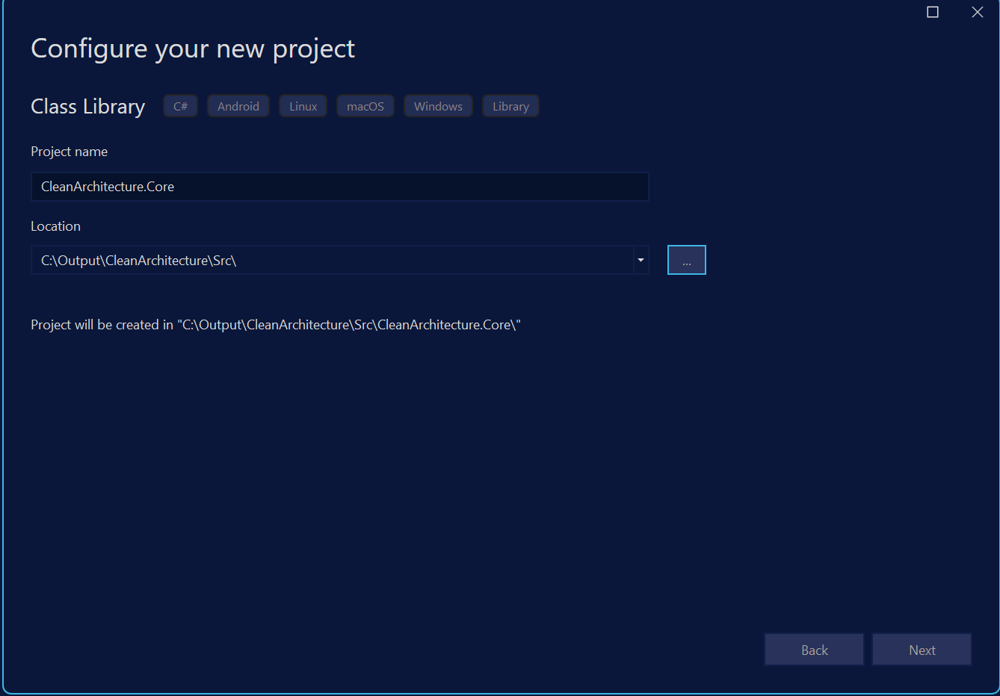 Configure your new project
Class Library C# Android Linux macOS Windows Library
Project name
CleanArchitecture.Core
Location
C:\Output\CleanArchitecture\Src\
...
Project will be created in "C:\Output\CleanArchitecture\Src\CleanArchitecture.Core\"
Back Next